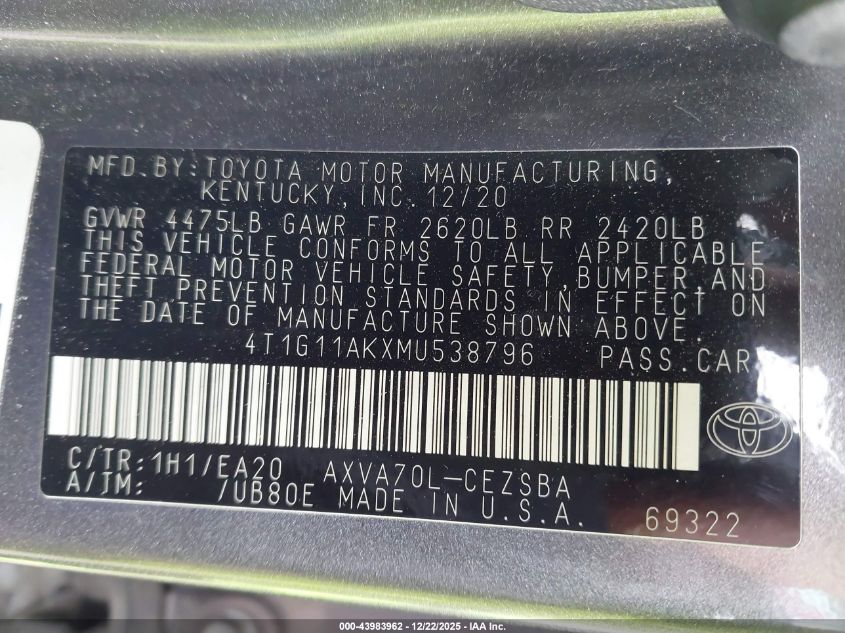 MFD.BY:TOYOTA MOTOR MANUFACTURING,
KENTUCKY,INC. 12/20
GVWR 4475LB GAWR FR 2620LB RR 2420LB
THIS VEHICLE CONFORMS TO ALL APPLICABLE
FEDERAL MOTOR VEHICLE SAFETY,BUMPER,AND
THEFT PREVENTION STANDARDS IN EFFECT ON
THE DATE OF MANUFACTURE SHOWN ABOVE.
4T1G11AKXMU538796 PASS.CAR
C/TR:1H1/EA20 AXVA70L-CEZSBA
A/TM: /UB80E MADE IN U.S.A.
69322
000-43983962 - 12/22/2025 - IAA Inc.